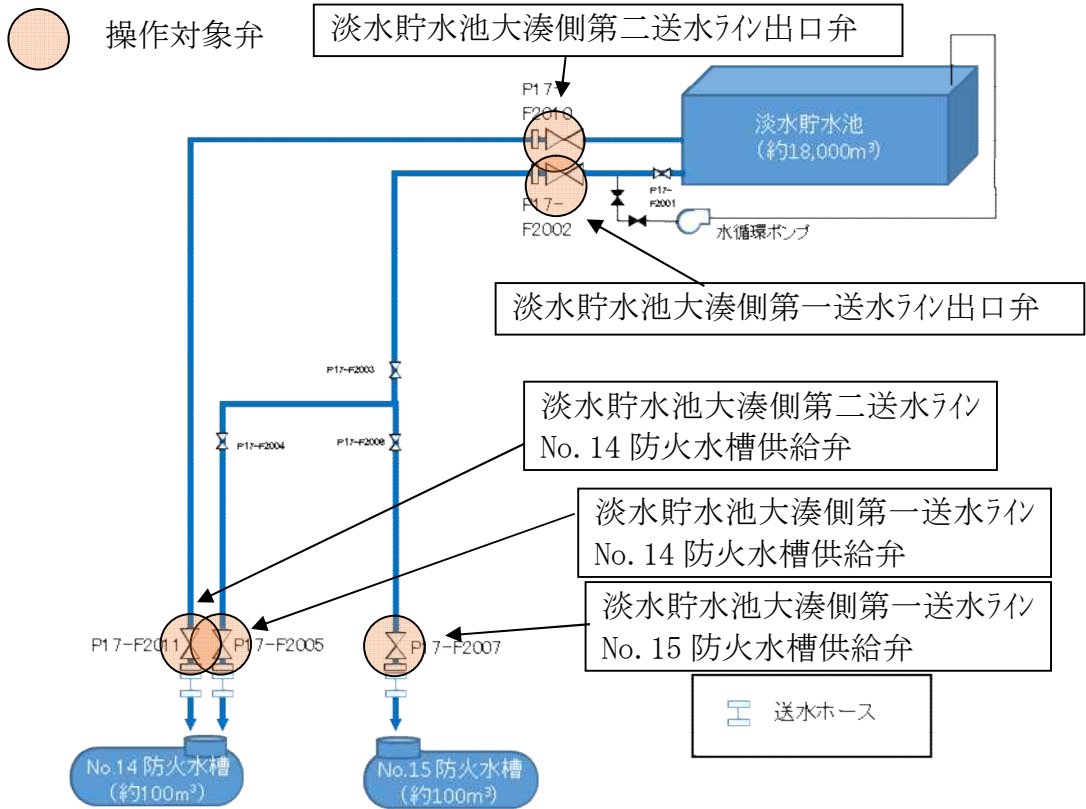 操作対象弁
淡水貯水池大湊側第二送水ﾗｲﾝ出口弁
P17-
F2010
淡水貯水池
(約18,000m³)
P17-
F2001
P17-
F2002
水循環ポンプ
淡水貯水池大湊側第一送水ﾗｲﾝ出口弁
P17-F2003
淡水貯水池大湊側第二送水ﾗｲﾝ
No.14 防火水槽供給弁
P17-F2004
P17-F2006
淡水貯水池大湊側第一送水ﾗｲﾝ
No.14 防火水槽供給弁
淡水貯水池大湊側第一送水ﾗｲﾝ
No.15 防火水槽供給弁
P17-F2011
P17-F2005
P17-F2007
送水ホース
No.14 防火水槽
(約100m³)
No.15 防火水槽
(約100m³)